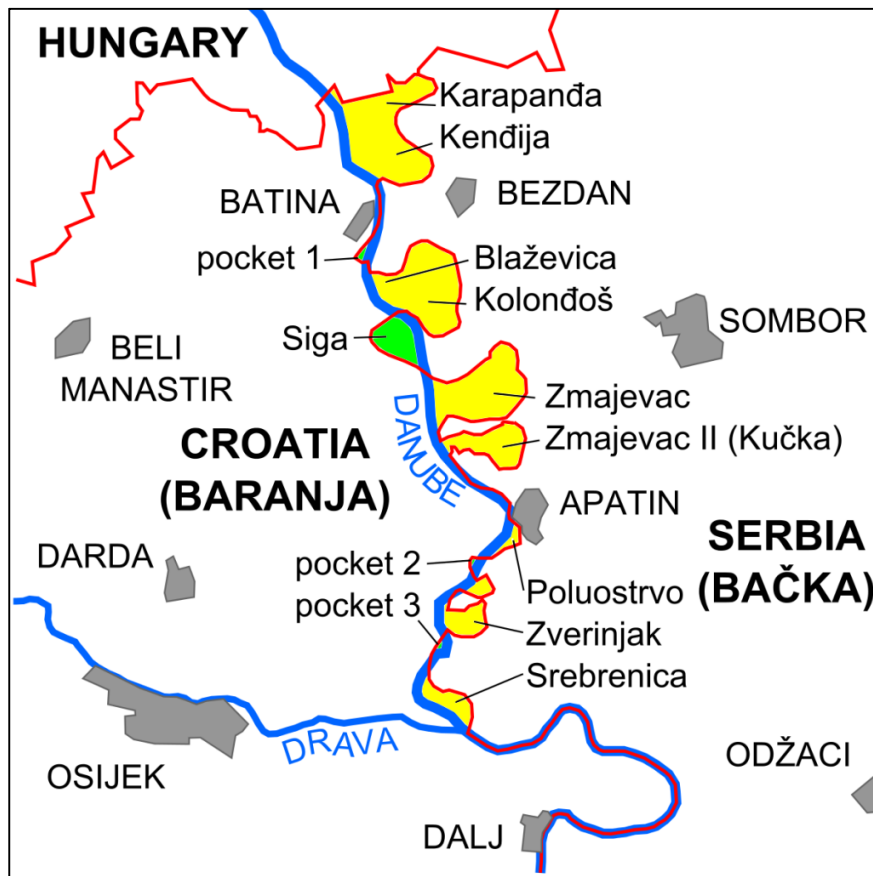 HUNGARY
Karapanđa
Kenđija
BATINA
BEZDAN
pocket 1
Blaževica
Kolonđoš
SOMBOR
Siga
BELI
MANASTIR
Zmajevac
DANUBE
Zmajevac II (Kučka)
CROATIA
(BARANJA)
APATIN
SERBIA
(BAČKA)
DARDA
pocket 2
Poluostrvo
pocket 3
Zverinjak
Srebrenica
DRAVA
OSIJEK
ODŽACI
DALJ